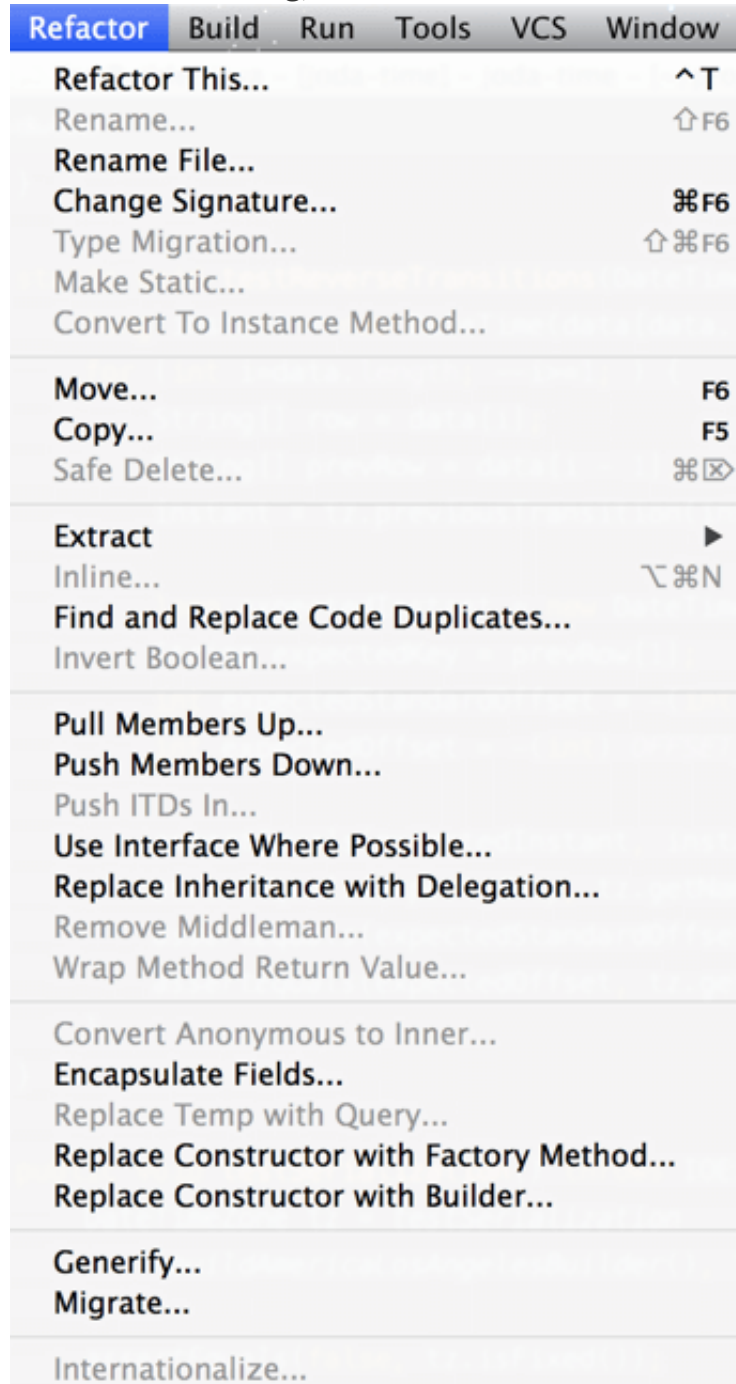 Refactor Build Run Tools VCS Window
Refactor This... ^T
Rename... ⇧F6
Rename File...
Change Signature... ⌘F6
Type Migration... ⇧⌘F6
Make Static...
Convert To Instance Method...
Move... F6
Copy... F5
Safe Delete... ⌘⌦
Extract ▶
Inline... ⌥⌘N
Find and Replace Code Duplicates...
Invert Boolean...
Pull Members Up...
Push Members Down...
Push ITDs In...
Use Interface Where Possible...
Replace Inheritance with Delegation...
Remove Middleman...
Wrap Method Return Value...
Convert Anonymous to Inner...
Encapsulate Fields...
Replace Temp with Query...
Replace Constructor with Factory Method...
Replace Constructor with Builder...
Generify...
Migrate...
Internationalize...